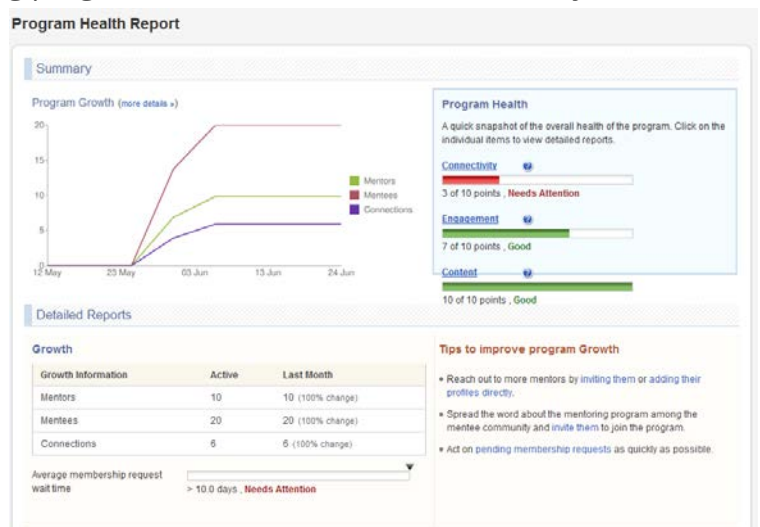 Program Health Report
Summary
Program Growth (more details »)
20
15
10
5
0
12 May 23 May 03 Jun 13 Jun 24 Jun
Mentors
Mentees
Connections
Program Health
A quick snapshot of the overall health of the program. Click on the
individual items to view detailed reports.
Connectivity ?
3 of 10 points , Needs Attention
Engagement ?
7 of 10 points , Good
Content ?
10 of 10 points , Good
Detailed Reports
Growth
Growth Information Active Last Month
Mentors 10 10 (100% change)
Mentees 20 20 (100% change)
Connections 6 6 (100% change)
Average membership request
wait time
> 10.0 days , Needs Attention
Tips to improve program Growth
Reach out to more mentors by inviting them or adding their
profiles directly.
Spread the word about the mentoring program among the
mentee community and invite them to join the program.
Act on pending membership requests as quickly as possible.